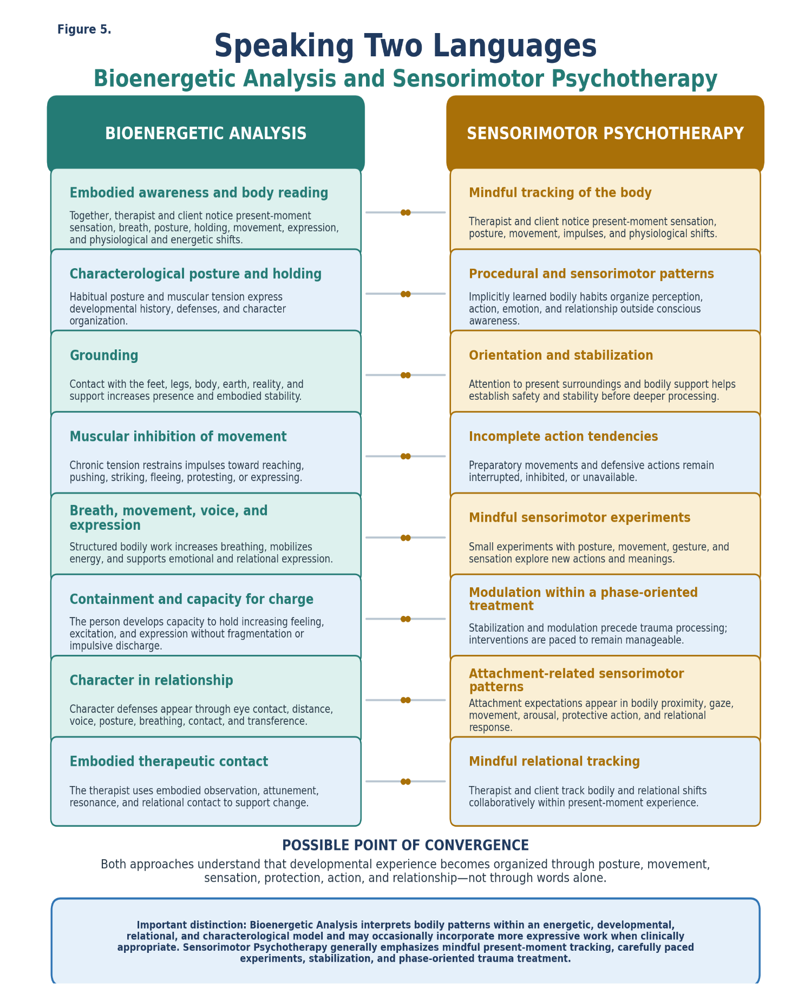 Figure 5.
Speaking Two Languages
Bioenergetic Analysis and Sensorimotor Psychotherapy
BIOENERGETIC ANALYSIS
SENSORIMOTOR PSYCHOTHERAPY
Embodied awareness and body reading
Together, therapist and client notice present-moment
sensation, breath, posture, holding, movement, expression,
and physiological and energetic shifts.
Mindful tracking of the body
Therapist and client notice present-moment sensation,
posture, movement, impulses, and physiological shifts.
Characterological posture and holding
Habitual posture and muscular tension express
developmental history, defenses, and character
organization.
Procedural and sensorimotor patterns
Implicitly learned bodily habits organize perception,
action, emotion, and relationship outside conscious
awareness.
Grounding
Contact with the feet, legs, body, earth, reality, and
support increases presence and embodied stability.
Orientation and stabilization
Attention to present surroundings and bodily support helps
establish safety and stability before deeper processing.
Muscular inhibition of movement
Chronic tension restrains impulses toward reaching,
pushing, striking, fleeing, protesting, or expressing.
Incomplete action tendencies
Preparatory movements and defensive actions remain
interrupted, inhibited, or unavailable.
Breath, movement, voice, and
expression
Structured bodily work increases breathing, mobilizes
energy, and supports emotional and relational expression.
Mindful sensorimotor experiments
Small experiments with posture, movement, gesture, and
sensation explore new actions and meanings.
Containment and capacity for charge
The person develops capacity to hold increasing feeling,
excitation, and expression without fragmentation or
impulsive discharge.
Modulation within a phase-oriented
treatment
Stabilization and modulation precede trauma processing;
interventions are paced to remain manageable.
Character in relationship
Character defenses appear through eye contact, distance,
voice, posture, breathing, contact, and transference.
Attachment-related sensorimotor
patterns
Attachment expectations appear in bodily proximity, gaze,
movement, arousal, protective action, and relational
response.
Embodied therapeutic contact
The therapist uses embodied observation, attunement,
resonance, and relational contact to support change.
Mindful relational tracking
Therapist and client track bodily and relational shifts
collaboratively within present-moment experience.
POSSIBLE POINT OF CONVERGENCE
Both approaches understand that developmental experience becomes organized through posture, movement,
sensation, protection, action, and relationship—not through words alone.
Important distinction: Bioenergetic Analysis interprets bodily patterns within an energetic, developmental,
relational, and characterological model and may occasionally incorporate more expressive work when clinically
appropriate. Sensorimotor Psychotherapy generally emphasizes mindful present-moment tracking, carefully paced
experiments, stabilization, and phase-oriented trauma treatment.